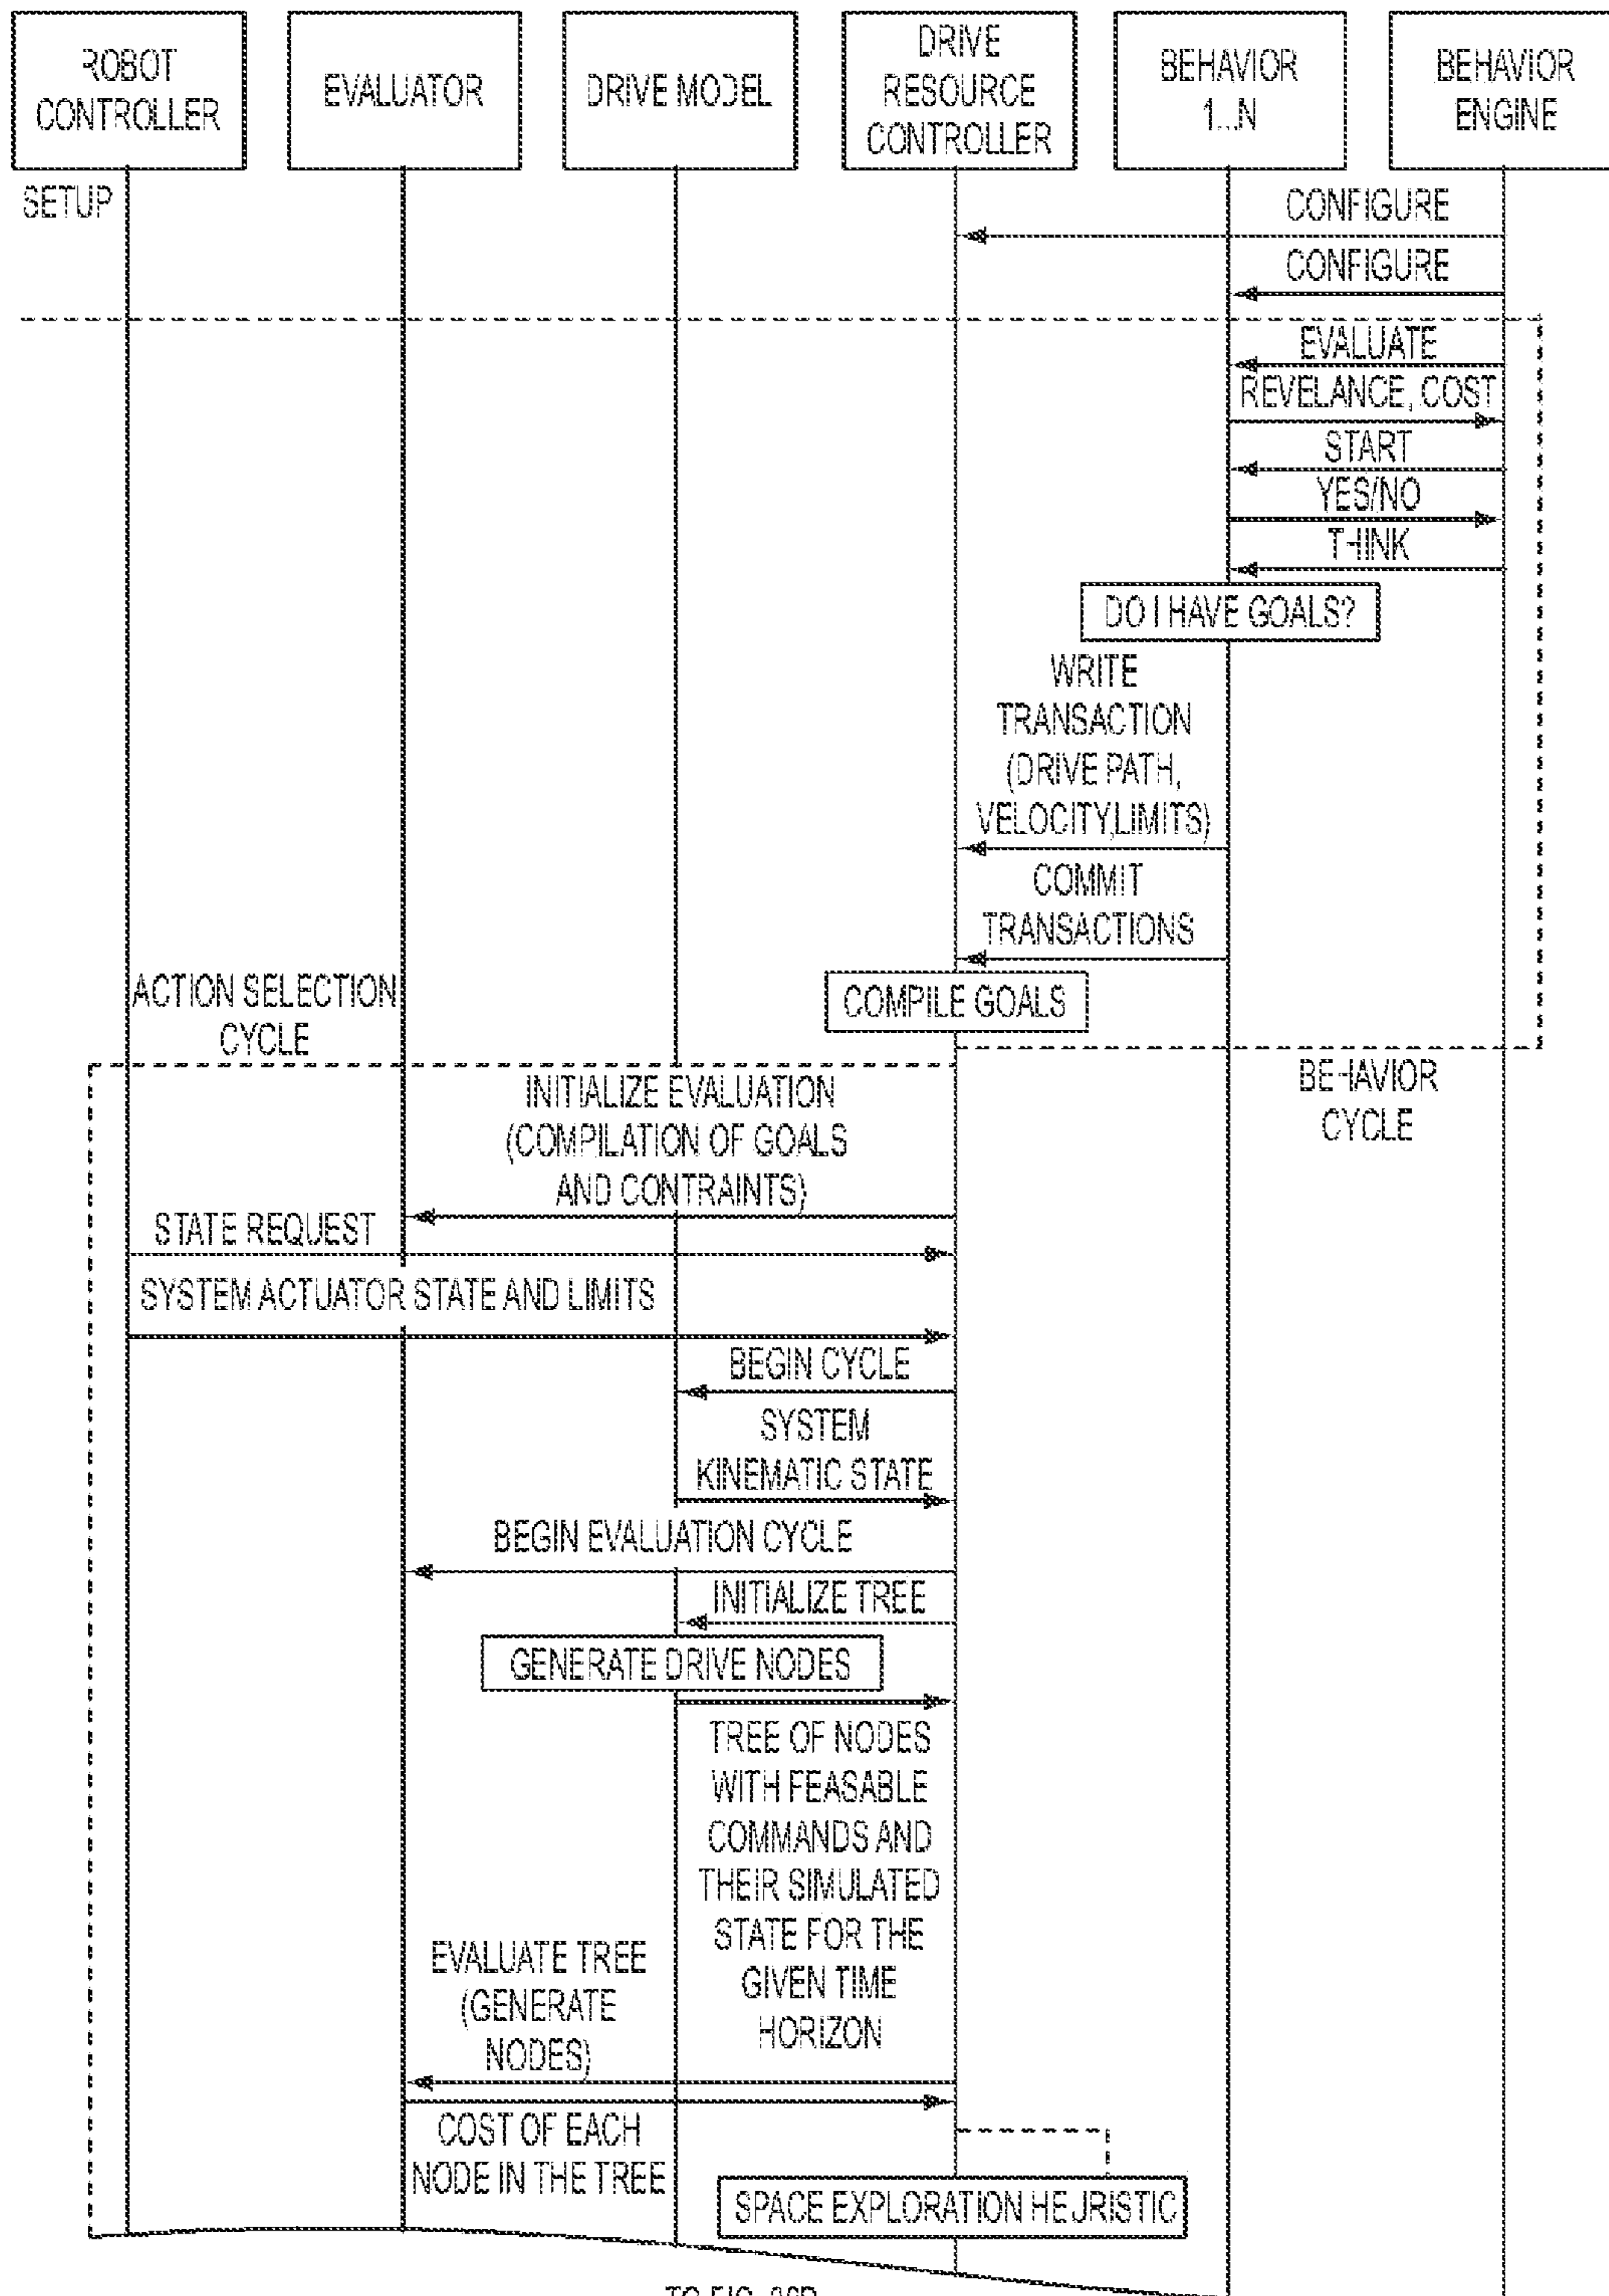 ROBOT
CONTROLLER
EVALUATOR
DRIVE MODEL
DRIVE
RESOURCE
CONTROLLER
BEHAVIOR
1...N
BEHAVIOR
ENGINE
SETUP
CONFIGURE
CONFIGURE
EVALUATE
REVELANCE, COST
START
YES/NO
THINK
DO I HAVE GOALS?
WRITE
TRANSACTION
(DRIVE PATH,
VELOCITY,LIMITS)
COMMIT
TRANSACTIONS
COMPILE GOALS
ACTION SELECTION
CYCLE
BEHAVIOR
CYCLE
INITIALIZE EVALUATION
(COMPILATION OF GOALS
AND CONTRAINTS)
STATE REQUEST
SYSTEM ACTUATOR STATE AND LIMITS
BEGIN CYCLE
SYSTEM
KINEMATIC STATE
BEGIN EVALUATION CYCLE
INITIALIZE TREE
GENERATE DRIVE NODES
TREE OF NODES
WITH FEASABLE
COMMANDS AND
THEIR SIMULATED
STATE FOR THE
GIVEN TIME
HORIZON
EVALUATE TREE
(GENERATE
NODES)
COST OF EACH
NODE IN THE TREE
SPACE EXPLORATION HEURISTIC
TO FIG.